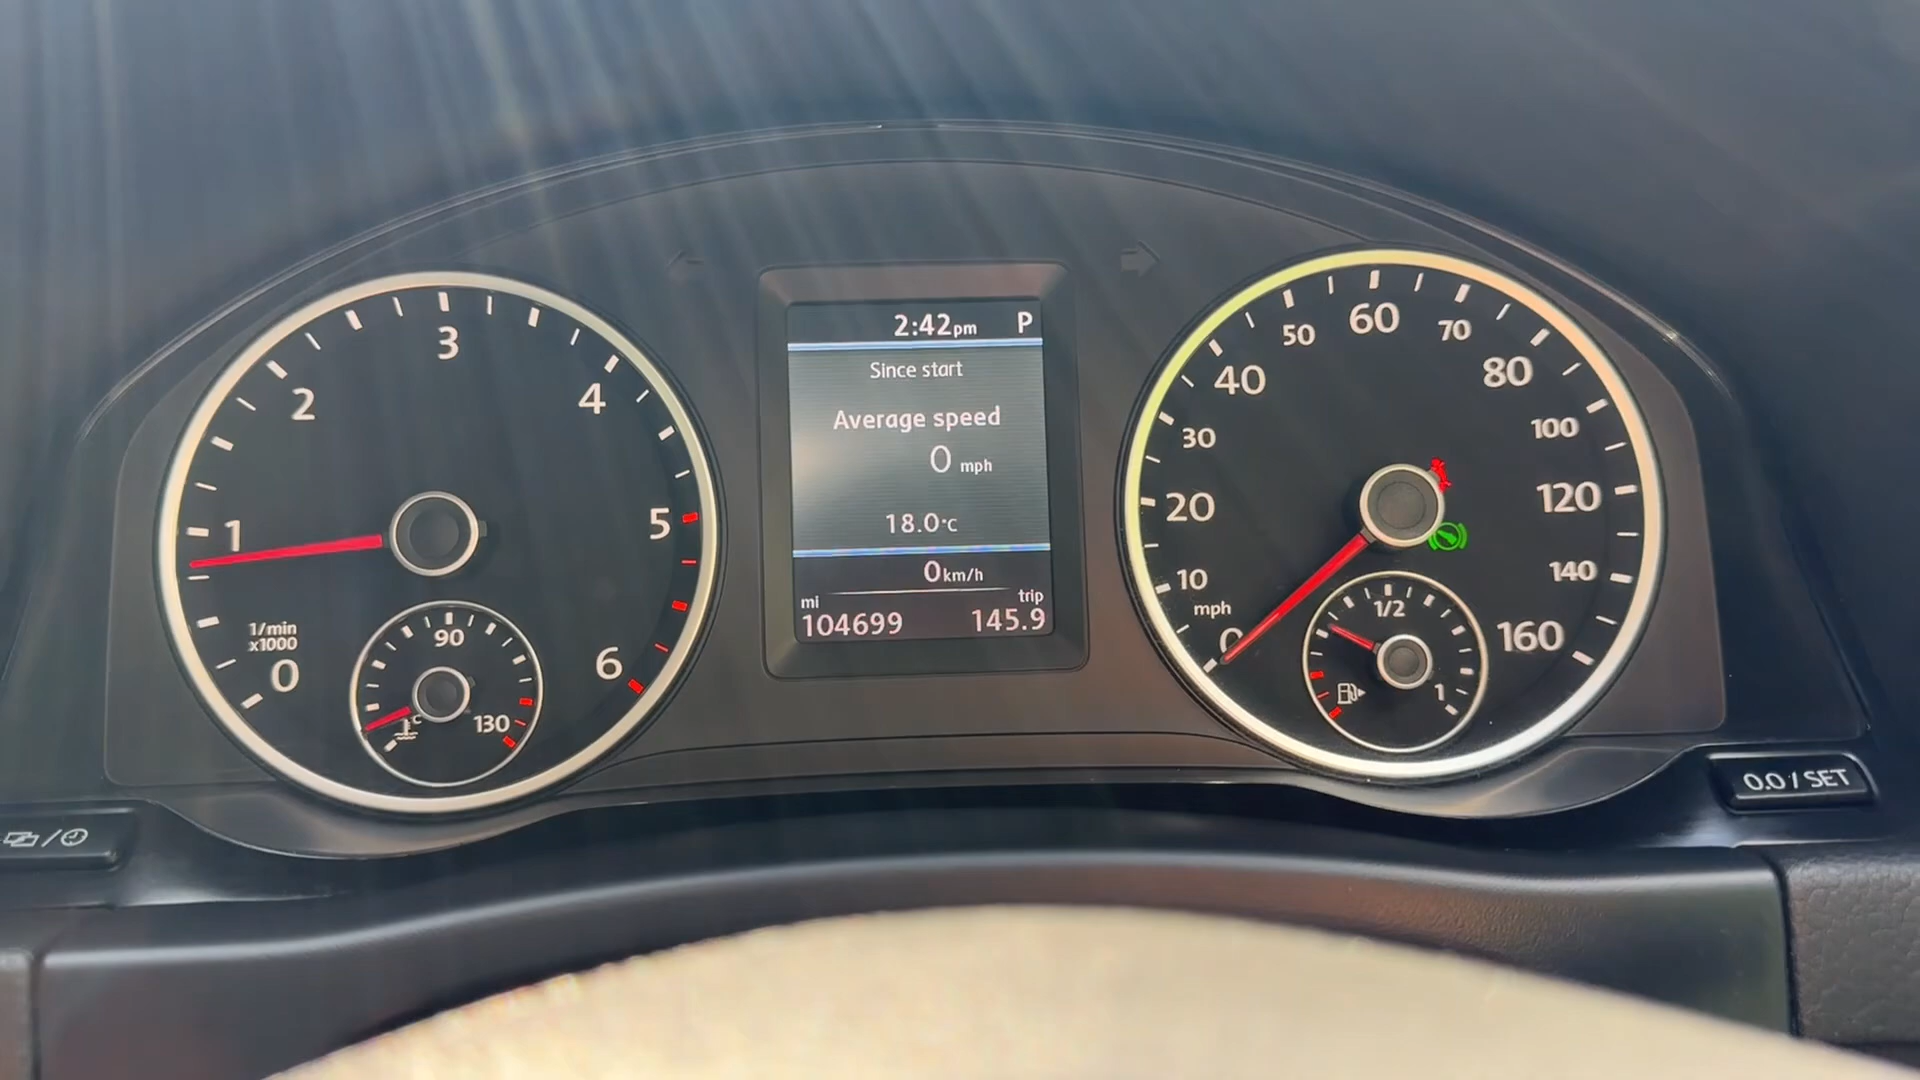 2:42pm P
Since start
Average speed
0 mph
18.0°C
0km/h
mi trip
104699 145.9
0 1 2 3 4 5 6
1/min
x1000
90
130
°C
0 10 20 30 40 50 60 70 80 100 120 140 160
mph
1/2
1
0.0 / SET